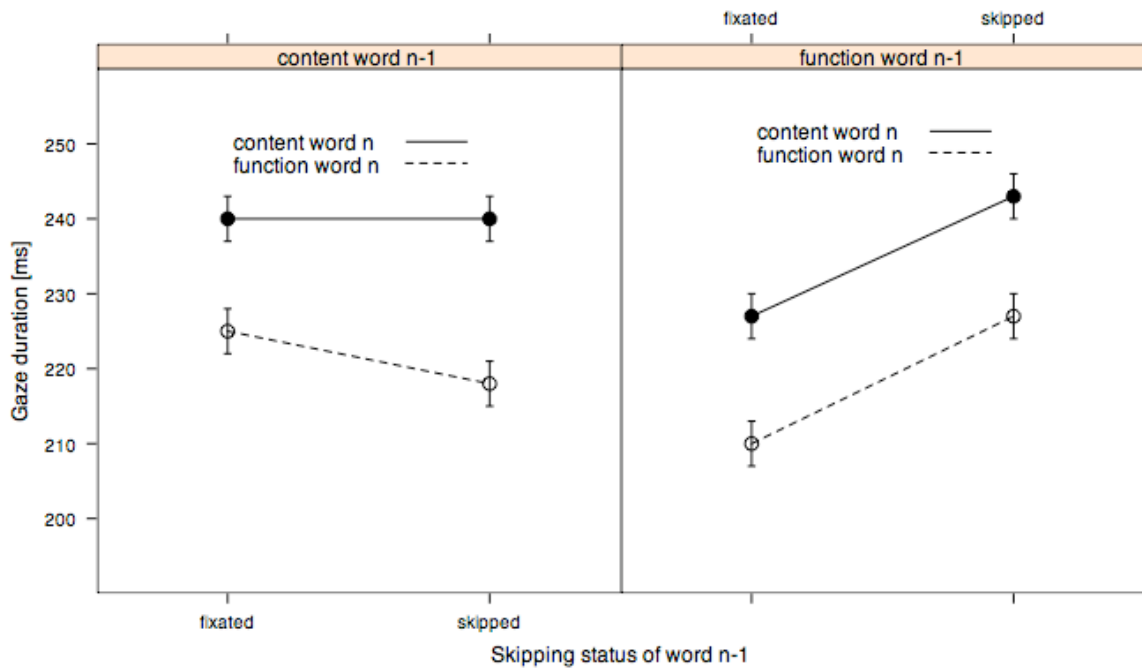 fixated skipped
content word n-1 function word n-1
content word n
function word n
content word n
function word n
250
240
230
220
210
200
Gaze duration [ms]
fixated skipped
Skipping status of word n-1